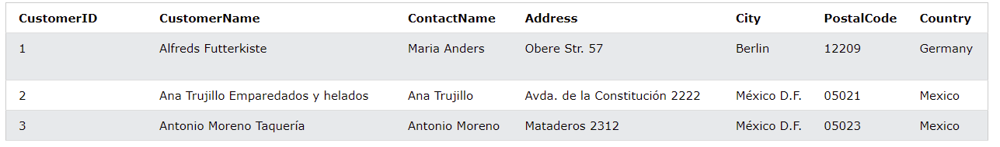 CustomerID CustomerName ContactName Address City PostalCode Country
1 Alfreds Futterkiste Maria Anders Obere Str. 57 Berlin 12209 Germany
2 Ana Trujillo Emparedados y helados Ana Trujillo Avda. de la Constitución 2222 México D.F. 05021 Mexico
3 Antonio Moreno Taquería Antonio Moreno Mataderos 2312 México D.F. 05023 Mexico